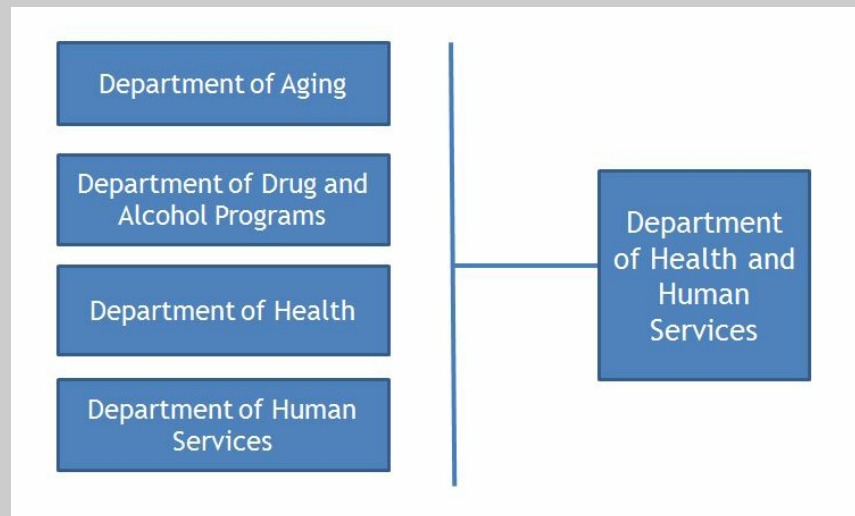 Department of Aging
Department of Drug and
Alcohol Programs
Department of Health
Department of Human
Services
Department
of Health and
Human
Services